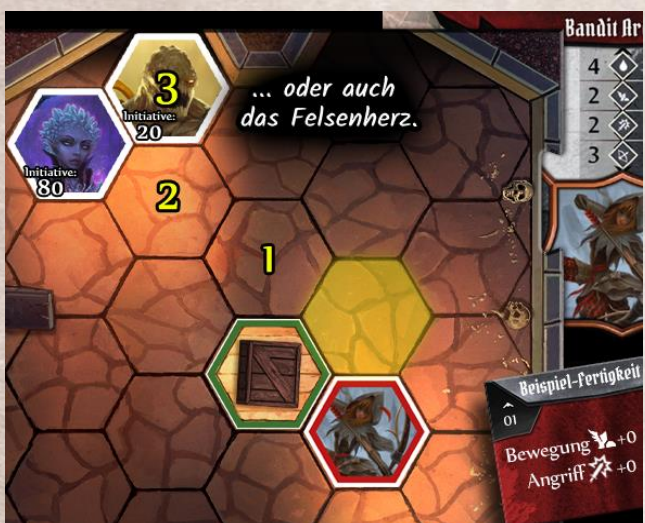 Bandit Ar
4
2
2
3
3
... oder auch
das Felsenherz.
Initiative:
20
Initiative:
80
2
1
Beispiel-Fertigkeit
01
Bewegung +0
Angriff +0